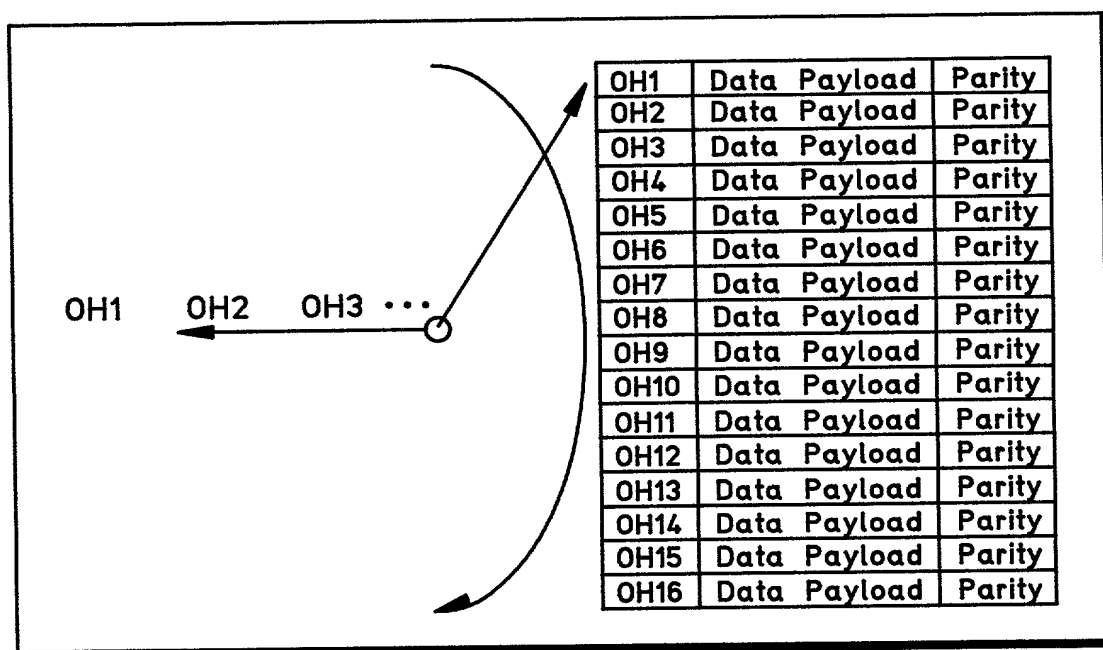 OH1 Data Payload Parity
OH2 Data Payload Parity
OH3 Data Payload Parity
OH4 Data Payload Parity
OH5 Data Payload Parity
OH6 Data Payload Parity
OH7 Data Payload Parity
OH8 Data Payload Parity
OH9 Data Payload Parity
OH10 Data Payload Parity
OH11 Data Payload Parity
OH12 Data Payload Parity
OH13 Data Payload Parity
OH14 Data Payload Parity
OH15 Data Payload Parity
OH16 Data Payload Parity
OH1 OH2 OH3 •••